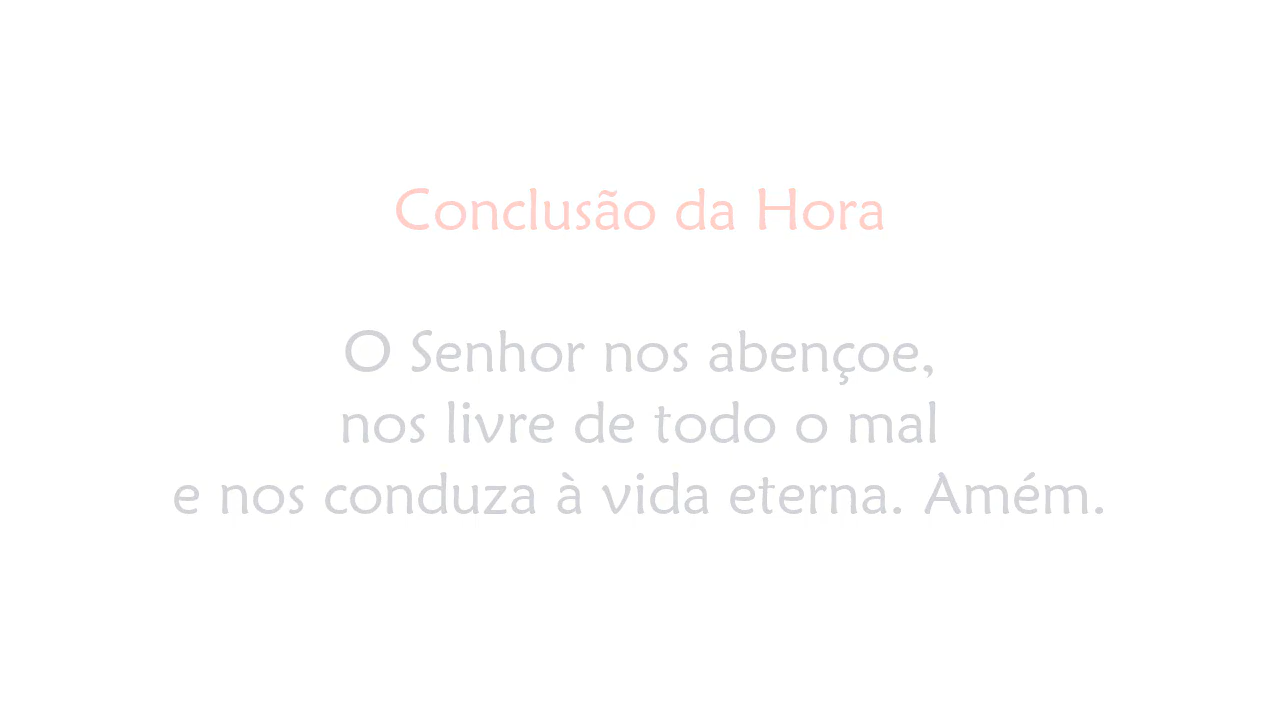 Conclusão da Hora
O Senhor nos abençoe,
nos livre de todo o mal
e nos conduza à vida eterna. Amém.